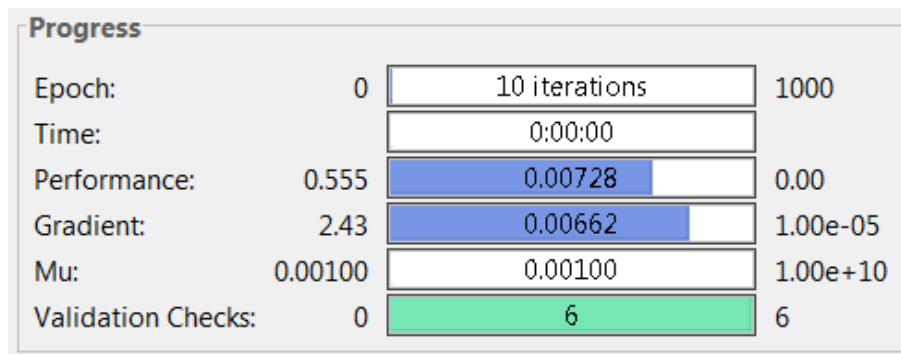 Progress
Epoch: 0 10 iterations 1000
Time: 0:00:00
Performance: 0.555 0.00728 0.00
Gradient: 2.43 0.00662 1.00e-05
Mu: 0.00100 0.00100 1.00e+10
Validation Checks: 0 6 6